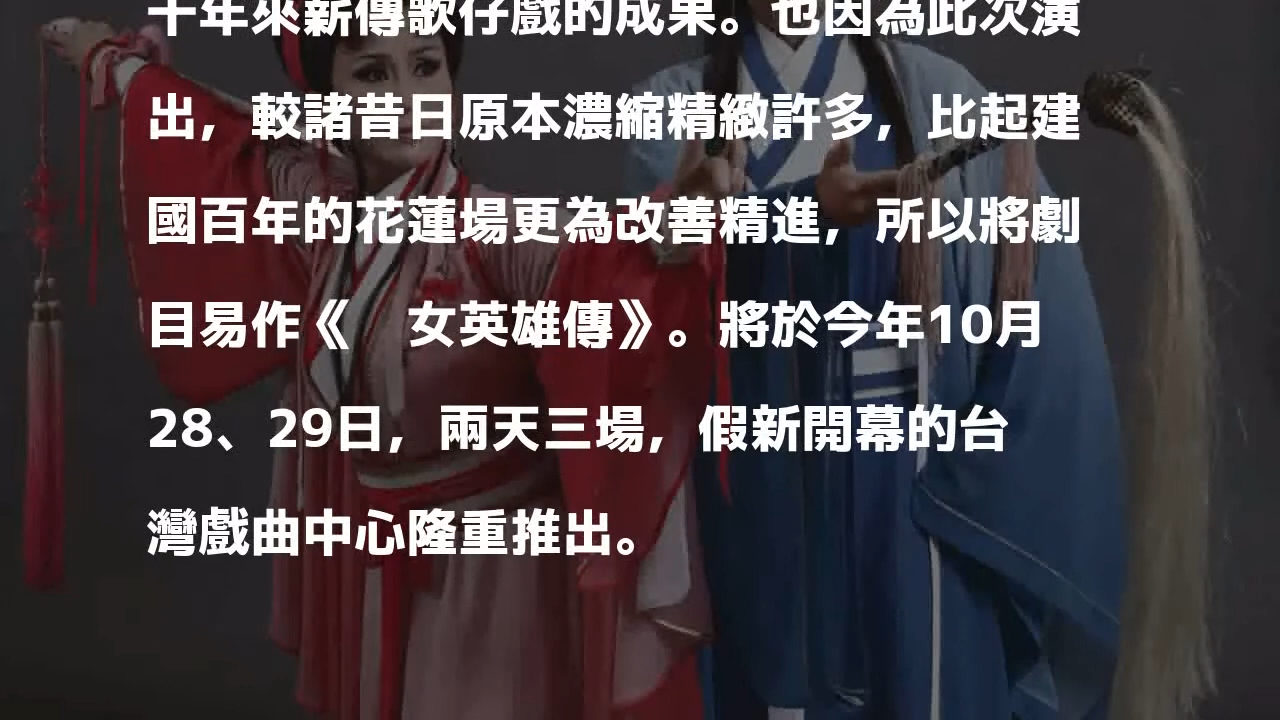 十年來薪傳歌仔戲的成果。也因為此次演
出，較諸昔日原本濃縮精緻許多，比起建
國百年的花蓮場更為改善精進，所以將劇
目易作《　女英雄傳》。將於今年10月
28、29日，兩天三場，假新開幕的台
灣戲曲中心隆重推出。